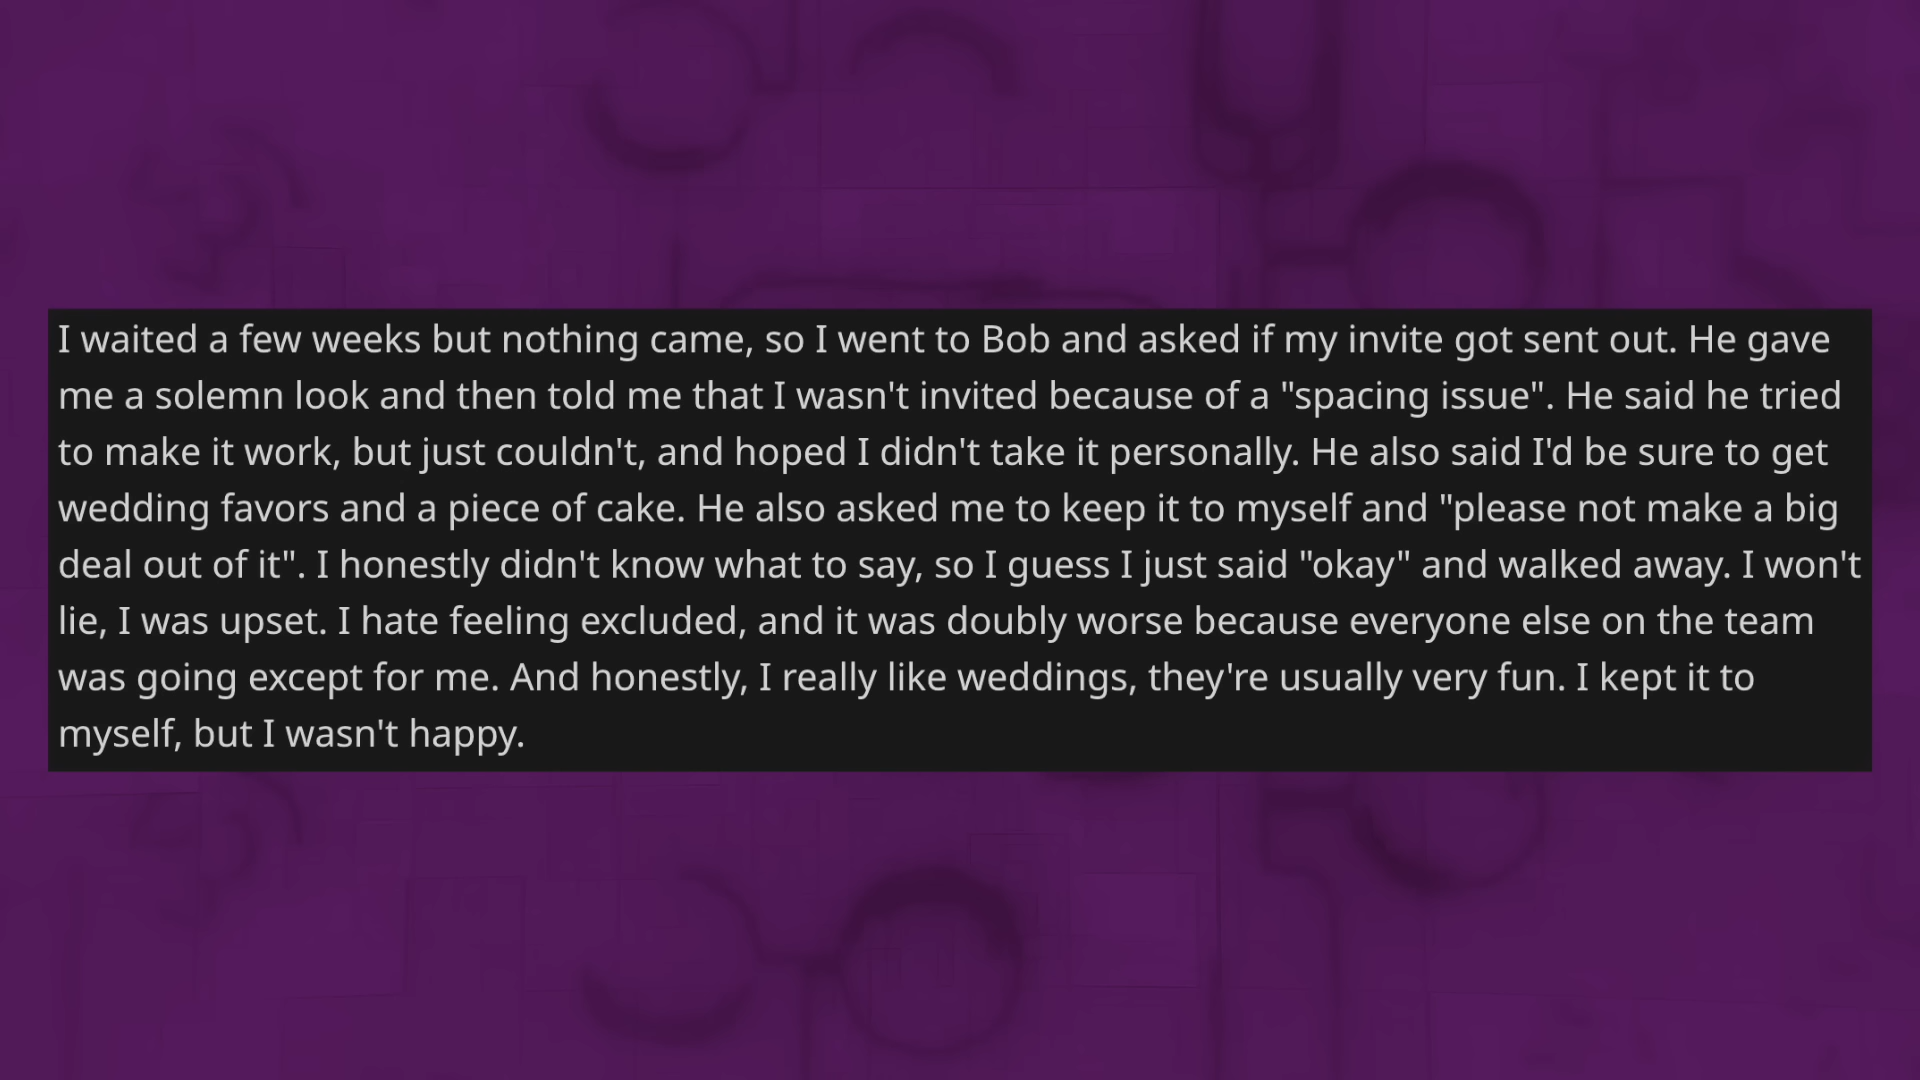 I waited a few weeks but nothing came, so I went to Bob and asked if my invite got sent out. He gave
me a solemn look and then told me that I wasn't invited because of a "spacing issue". He said he tried
to make it work, but just couldn't, and hoped I didn't take it personally. He also said I'd be sure to get
wedding favors and a piece of cake. He also asked me to keep it to myself and "please not make a big
deal out of it". I honestly didn't know what to say, so I guess I just said "okay" and walked away. I won't
lie, I was upset. I hate feeling excluded, and it was doubly worse because everyone else on the team
was going except for me. And honestly, I really like weddings, they're usually very fun. I kept it to
myself, but I wasn't happy.